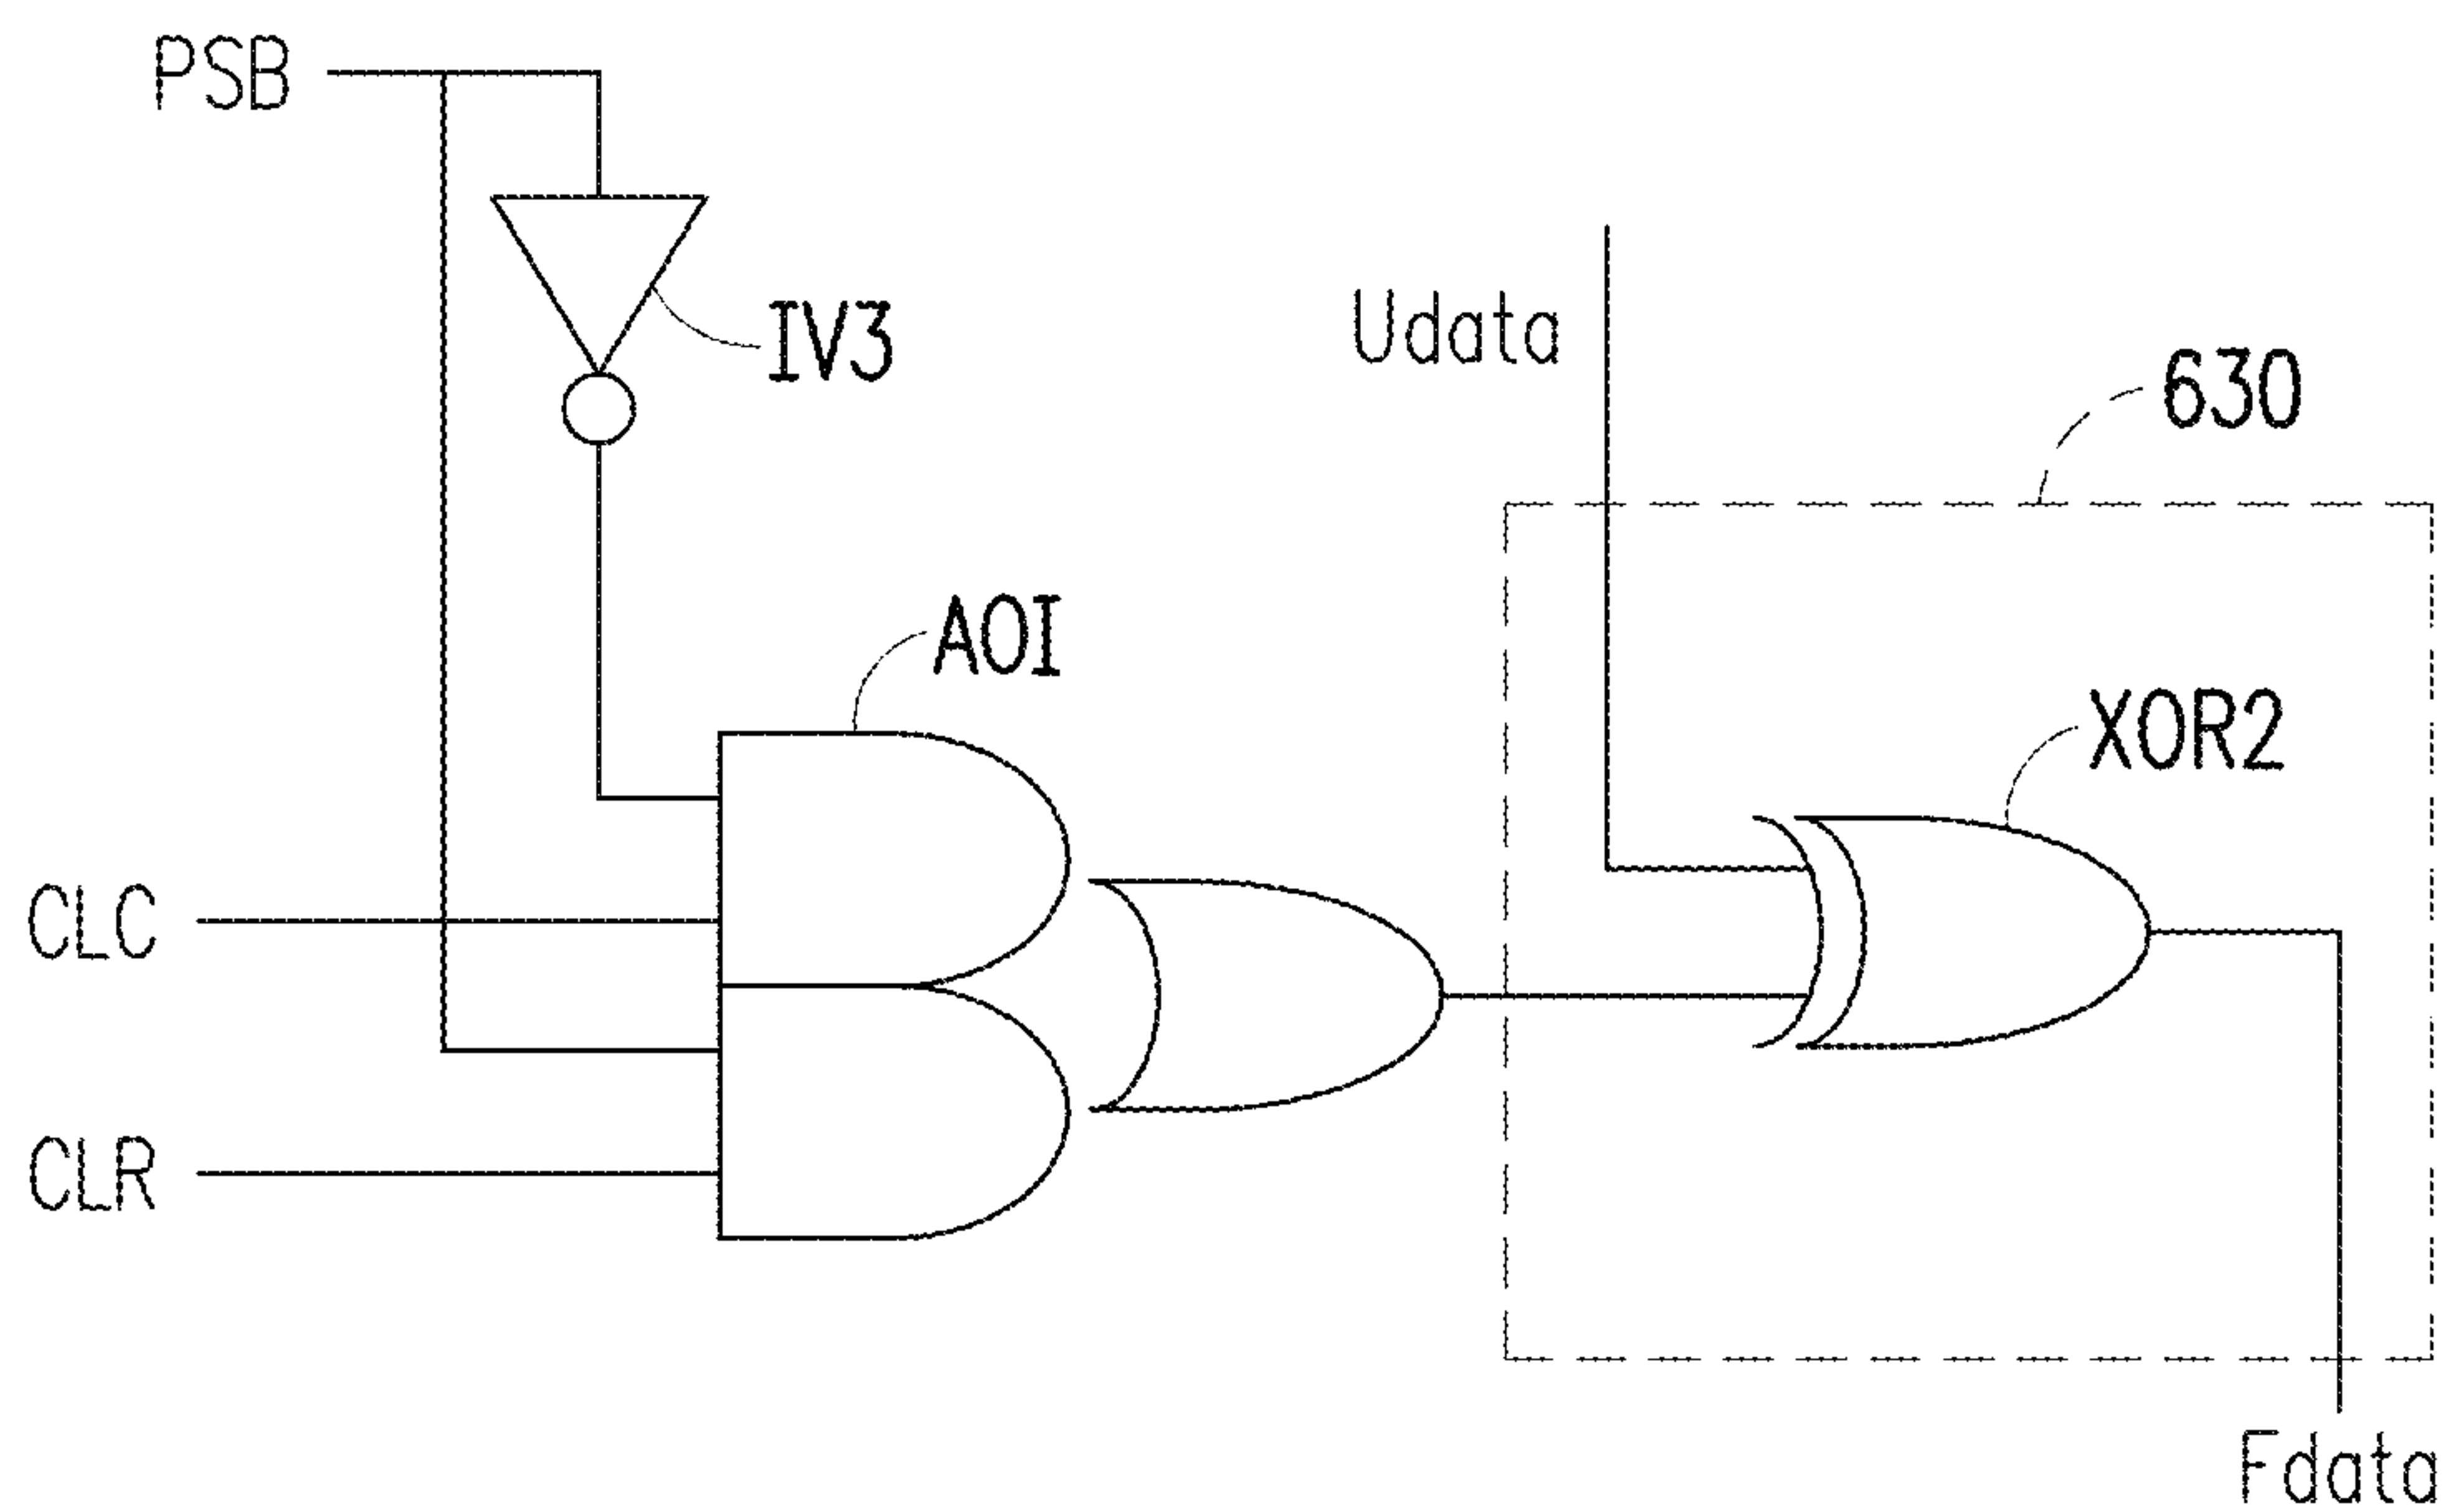 PSB
IV3
Udata
630
AOI
XOR2
CLC
CLR
Fdata